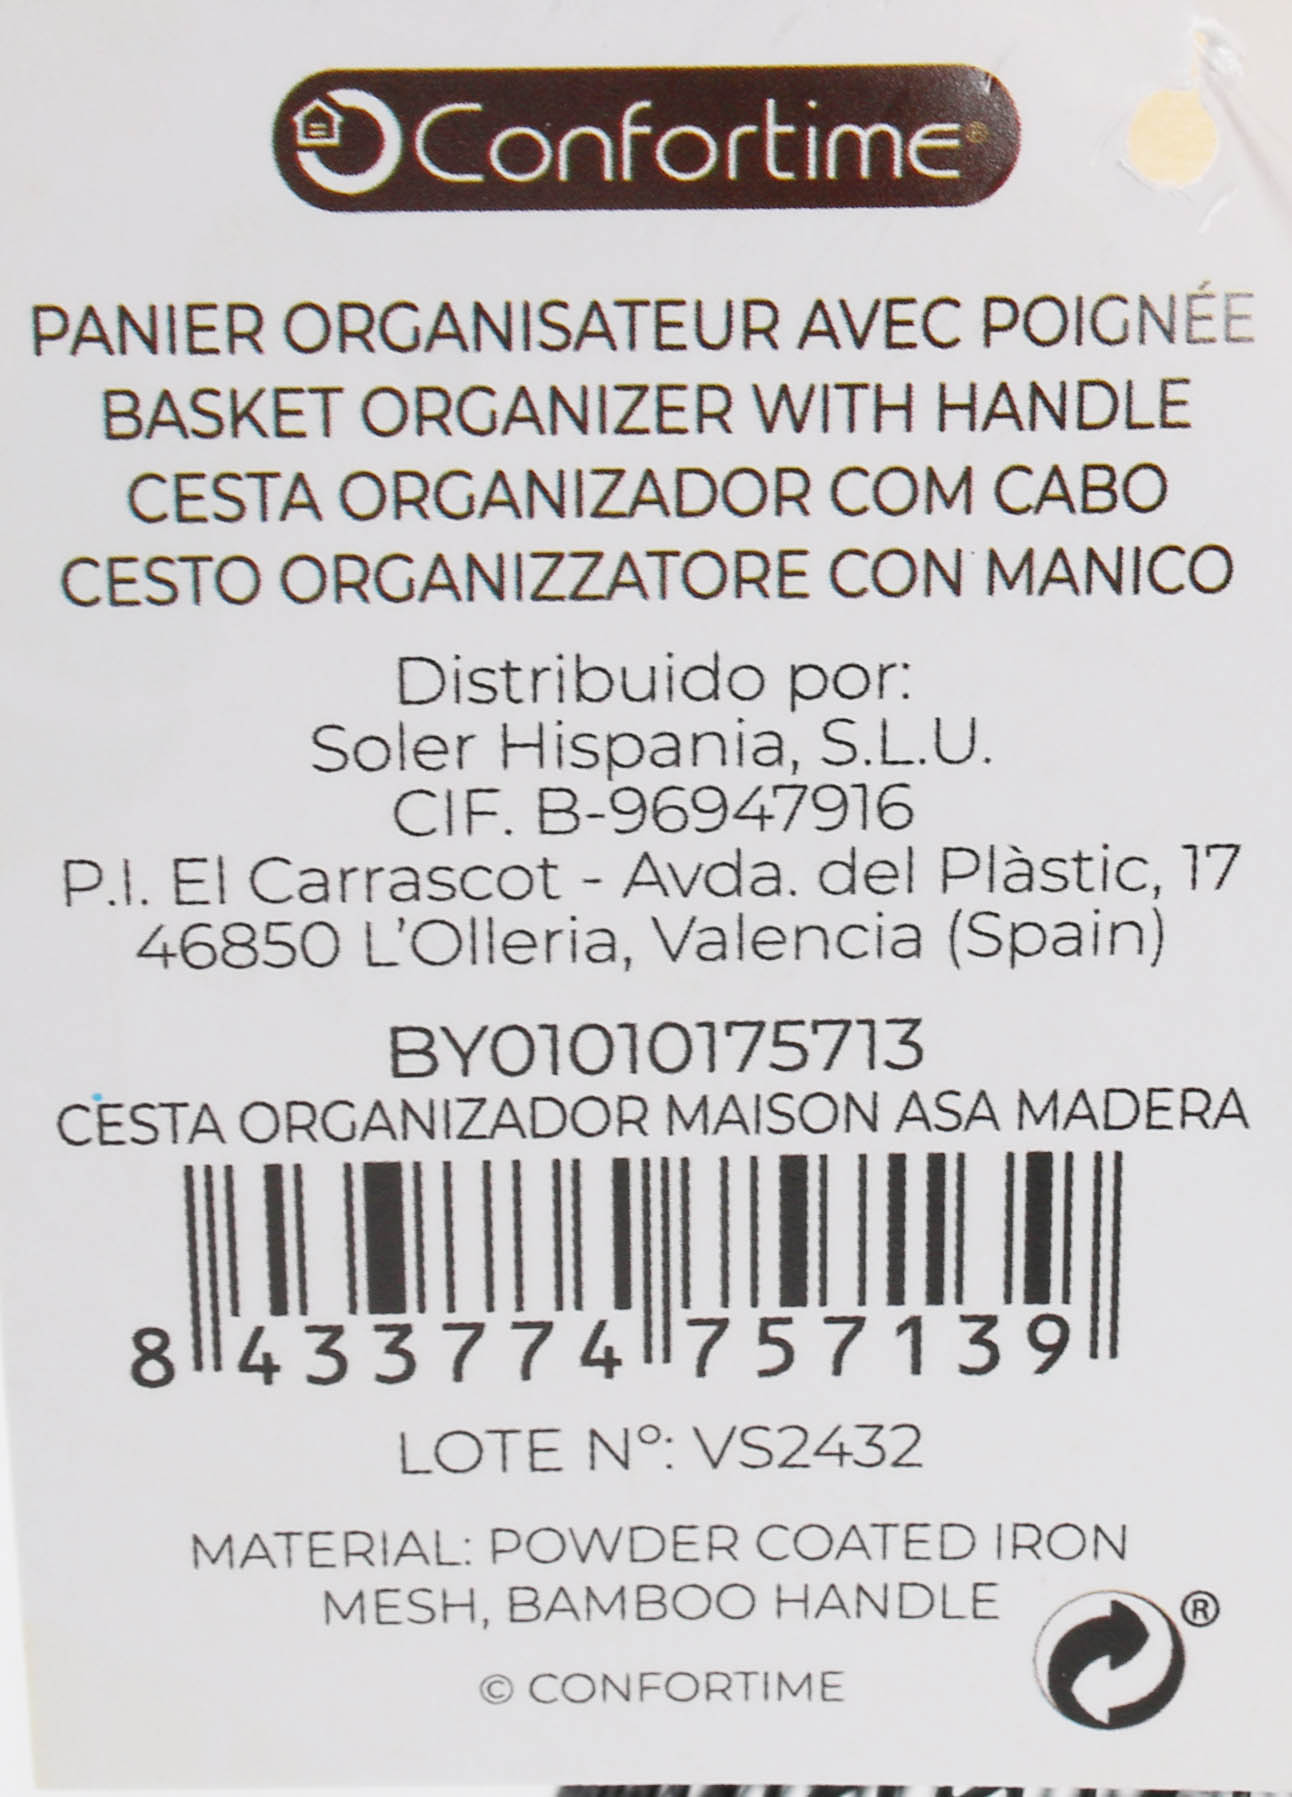 Confortime®
PANIER ORGANISATEUR AVEC POIGNÉE
BASKET ORGANIZER WITH HANDLE
CESTA ORGANIZADOR COM CABO
CESTO ORGANIZZATORE CON MANICO
Distribuido por:
Soler Hispania, S.L.U.
CIF. B-96947916
P.I. El Carrascot - Avda. del Plàstic, 17
46850 L'Olleria, Valencia (Spain)
BY01010175713
CESTA ORGANIZADOR MAISON ASA MADERA
8 433774 757139
LOTE Nº: VS2432
MATERIAL: POWDER COATED IRON
MESH, BAMBOO HANDLE
®
© CONFORTIME